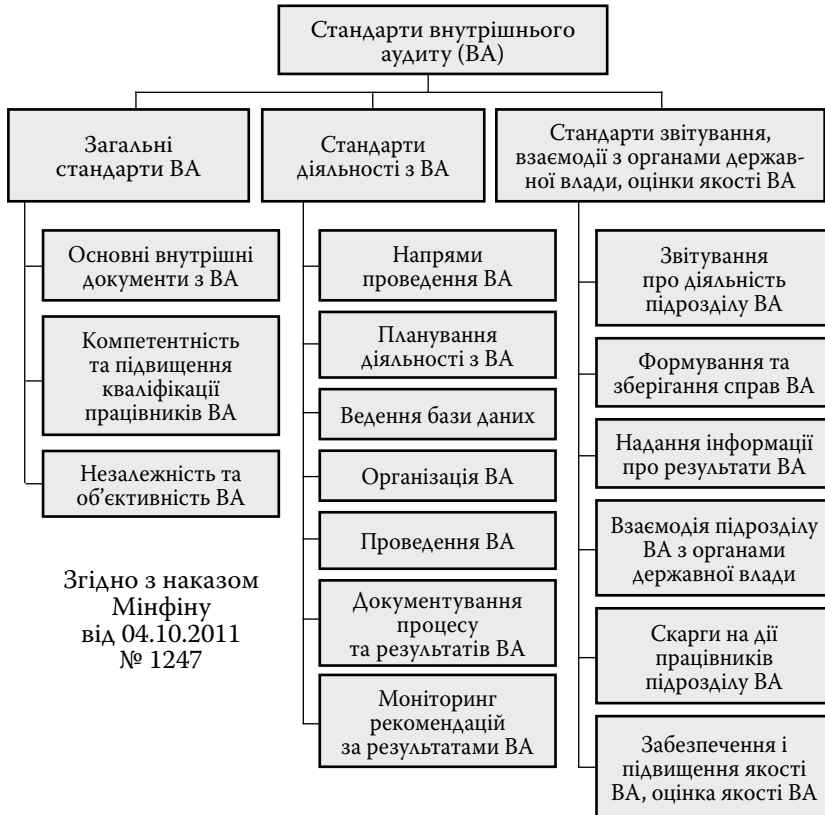 Стандарти внутрішнього
аудиту (ВА)
Загальні
стандарти ВА
Стандарти
діяльності з ВА
Стандарти звітування,
взаємодії з органами держав-
ної влади, оцінки якості ВА
Основні внутрішні
документи з ВА
Компетентність
та підвищення
кваліфікації
працівників ВА
Незалежність та
об’єктивність ВА
Згідно з наказом
Мінфіну
від 04.10.2011
№ 1247
Напрями
проведення ВА
Планування
діяльності з ВА
Ведення бази даних
Організація ВА
Проведення ВА
Документування
процесу
та результатів ВА
Моніторинг
рекомендацій
за результатами ВА
Звітування
про діяльність
підрозділу ВА
Формування та
зберігання справ ВА
Надання інформації
про результати ВА
Взаємодія підрозділу
ВА з органами
державної влади
Скарги на дії
працівників
підрозділу ВА
Забезпечення і
підвищення якості
ВА, оцінка якості ВА